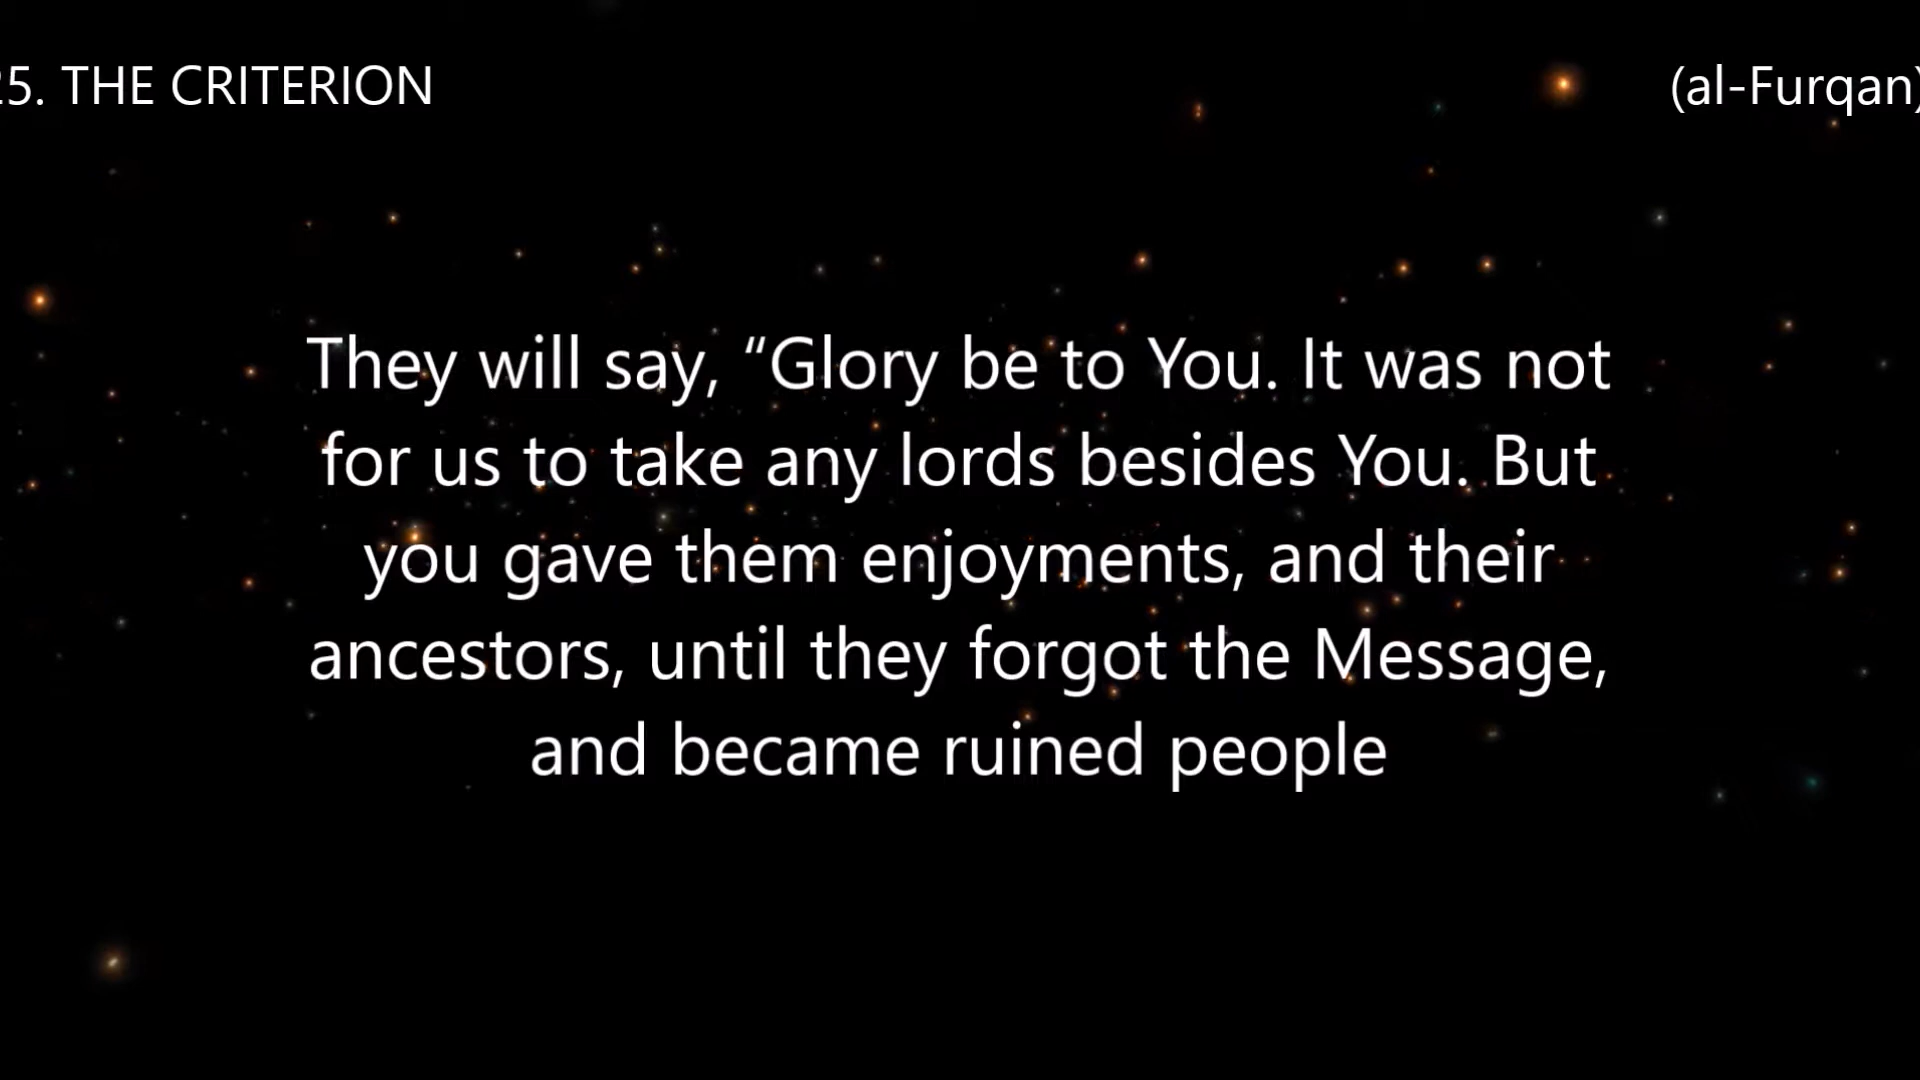 25. THE CRITERION (al-Furqan)
They will say, “Glory be to You. It was not
for us to take any lords besides You. But
you gave them enjoyments, and their
ancestors, until they forgot the Message,
and became ruined people